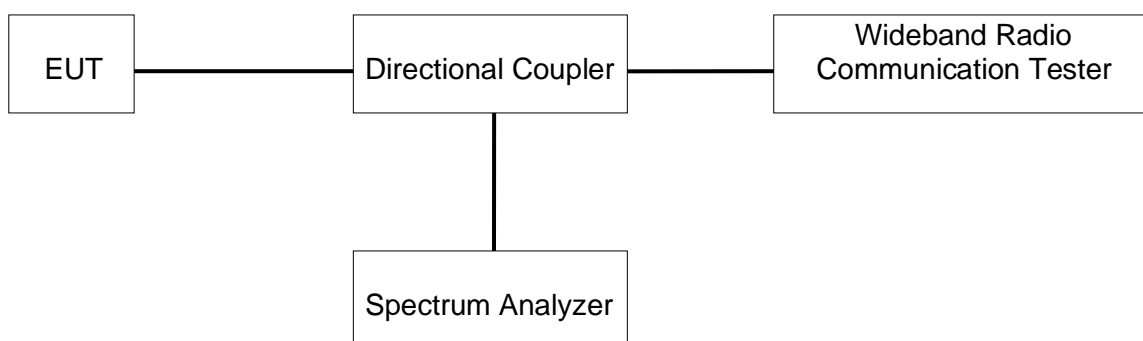 EUT
Directional Coupler
Wideband Radio
Communication Tester
Spectrum Analyzer